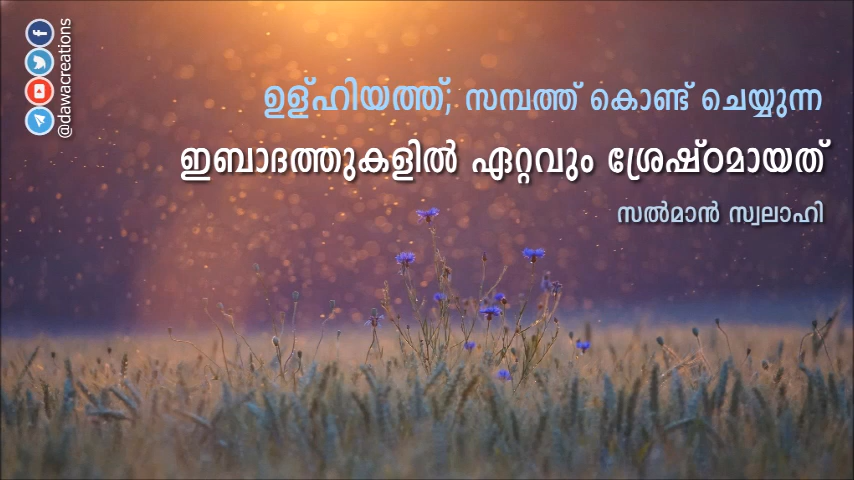 ഉള്ഹിയത്ത്; സമ്പത്ത് കൊണ്ട് ചെയ്യുന്ന
ഇബാദത്തുകളിൽ ഏറ്റവും ശ്രേഷ്ഠമായത്
സൽമാൻ സ്വലാഹി
@dawacreations